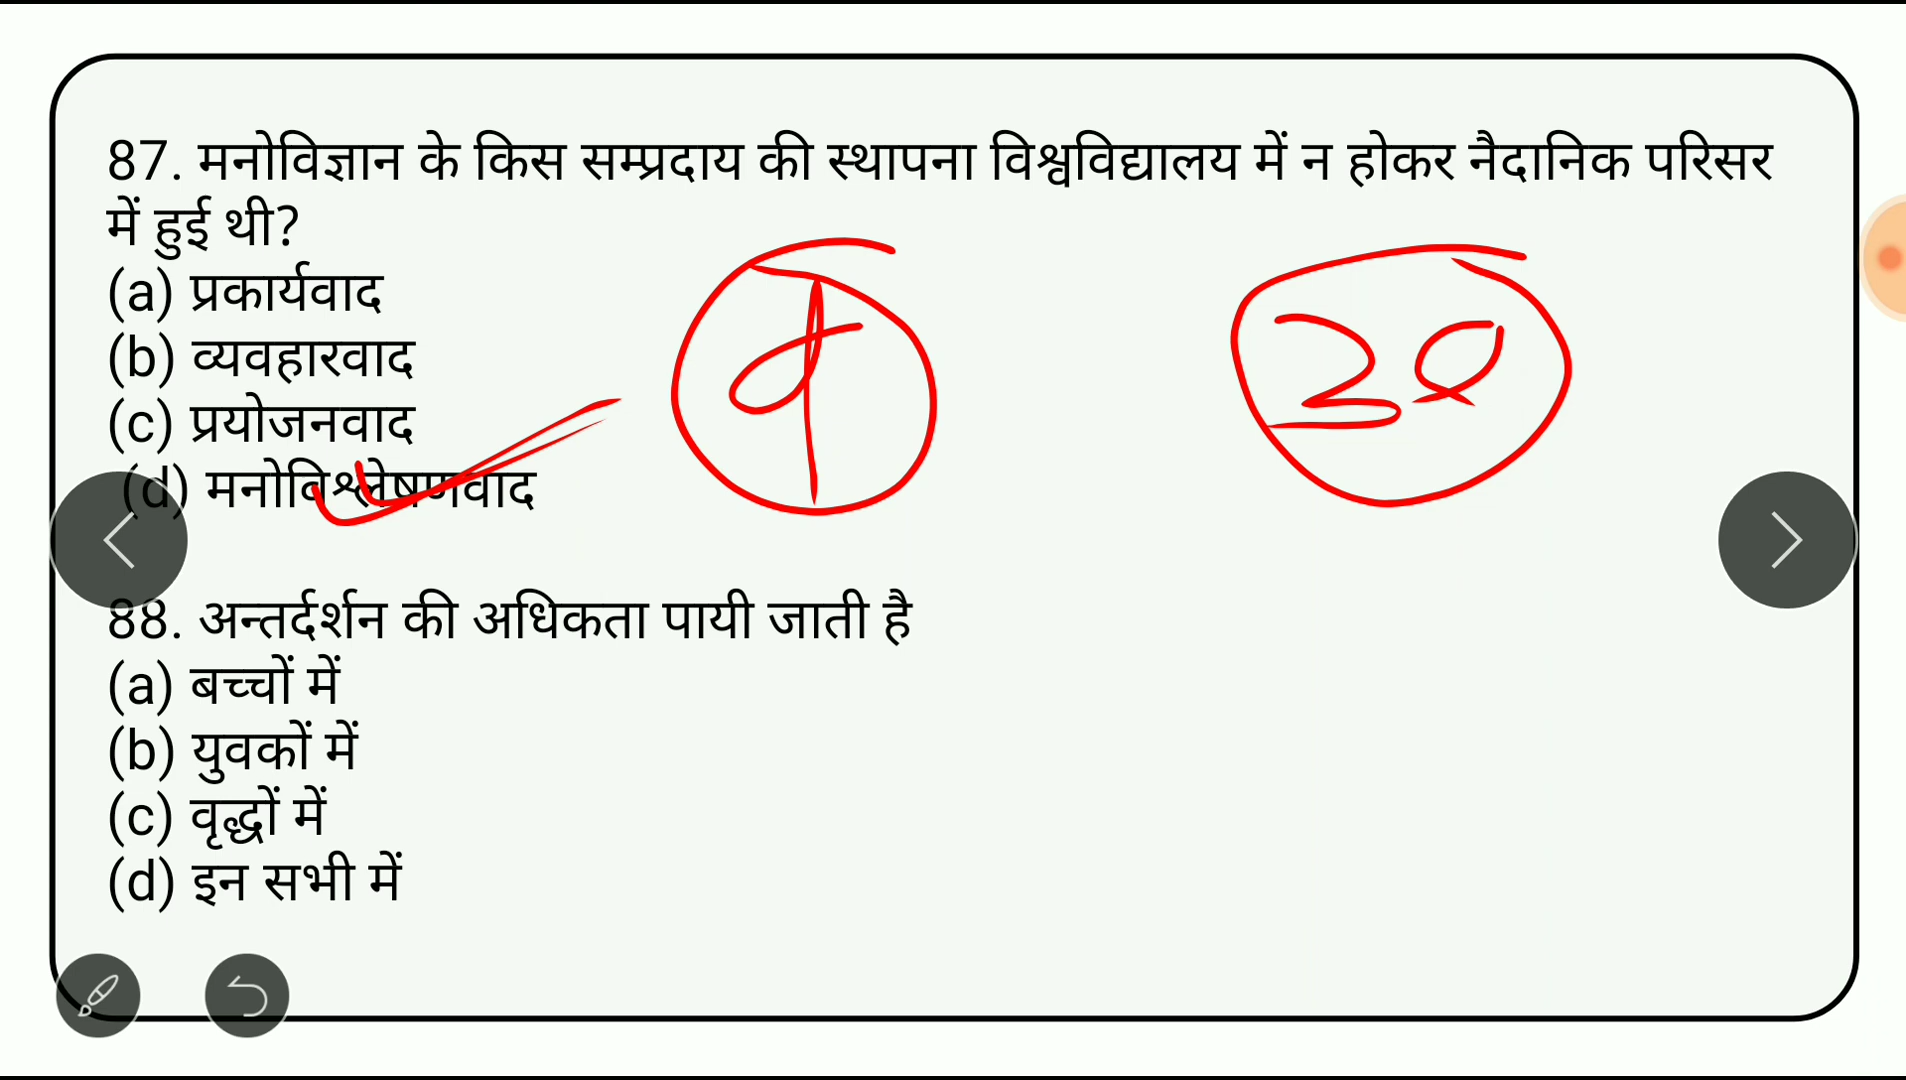 87. मनोविज्ञान के किस सम्प्रदाय की स्थापना विश्वविद्यालय में न होकर नैदानिक परिसर
में हुई थी?
(a) प्रकार्यवाद
(b) व्यवहारवाद
(c) प्रयोजनवाद
(d) मनोविश्लेषणवाद
88. अन्तर्दर्शन की अधिकता पायी जाती है
(a) बच्चों में
(b) युवकों में
(c) वृद्धों में
(d) इन सभी में